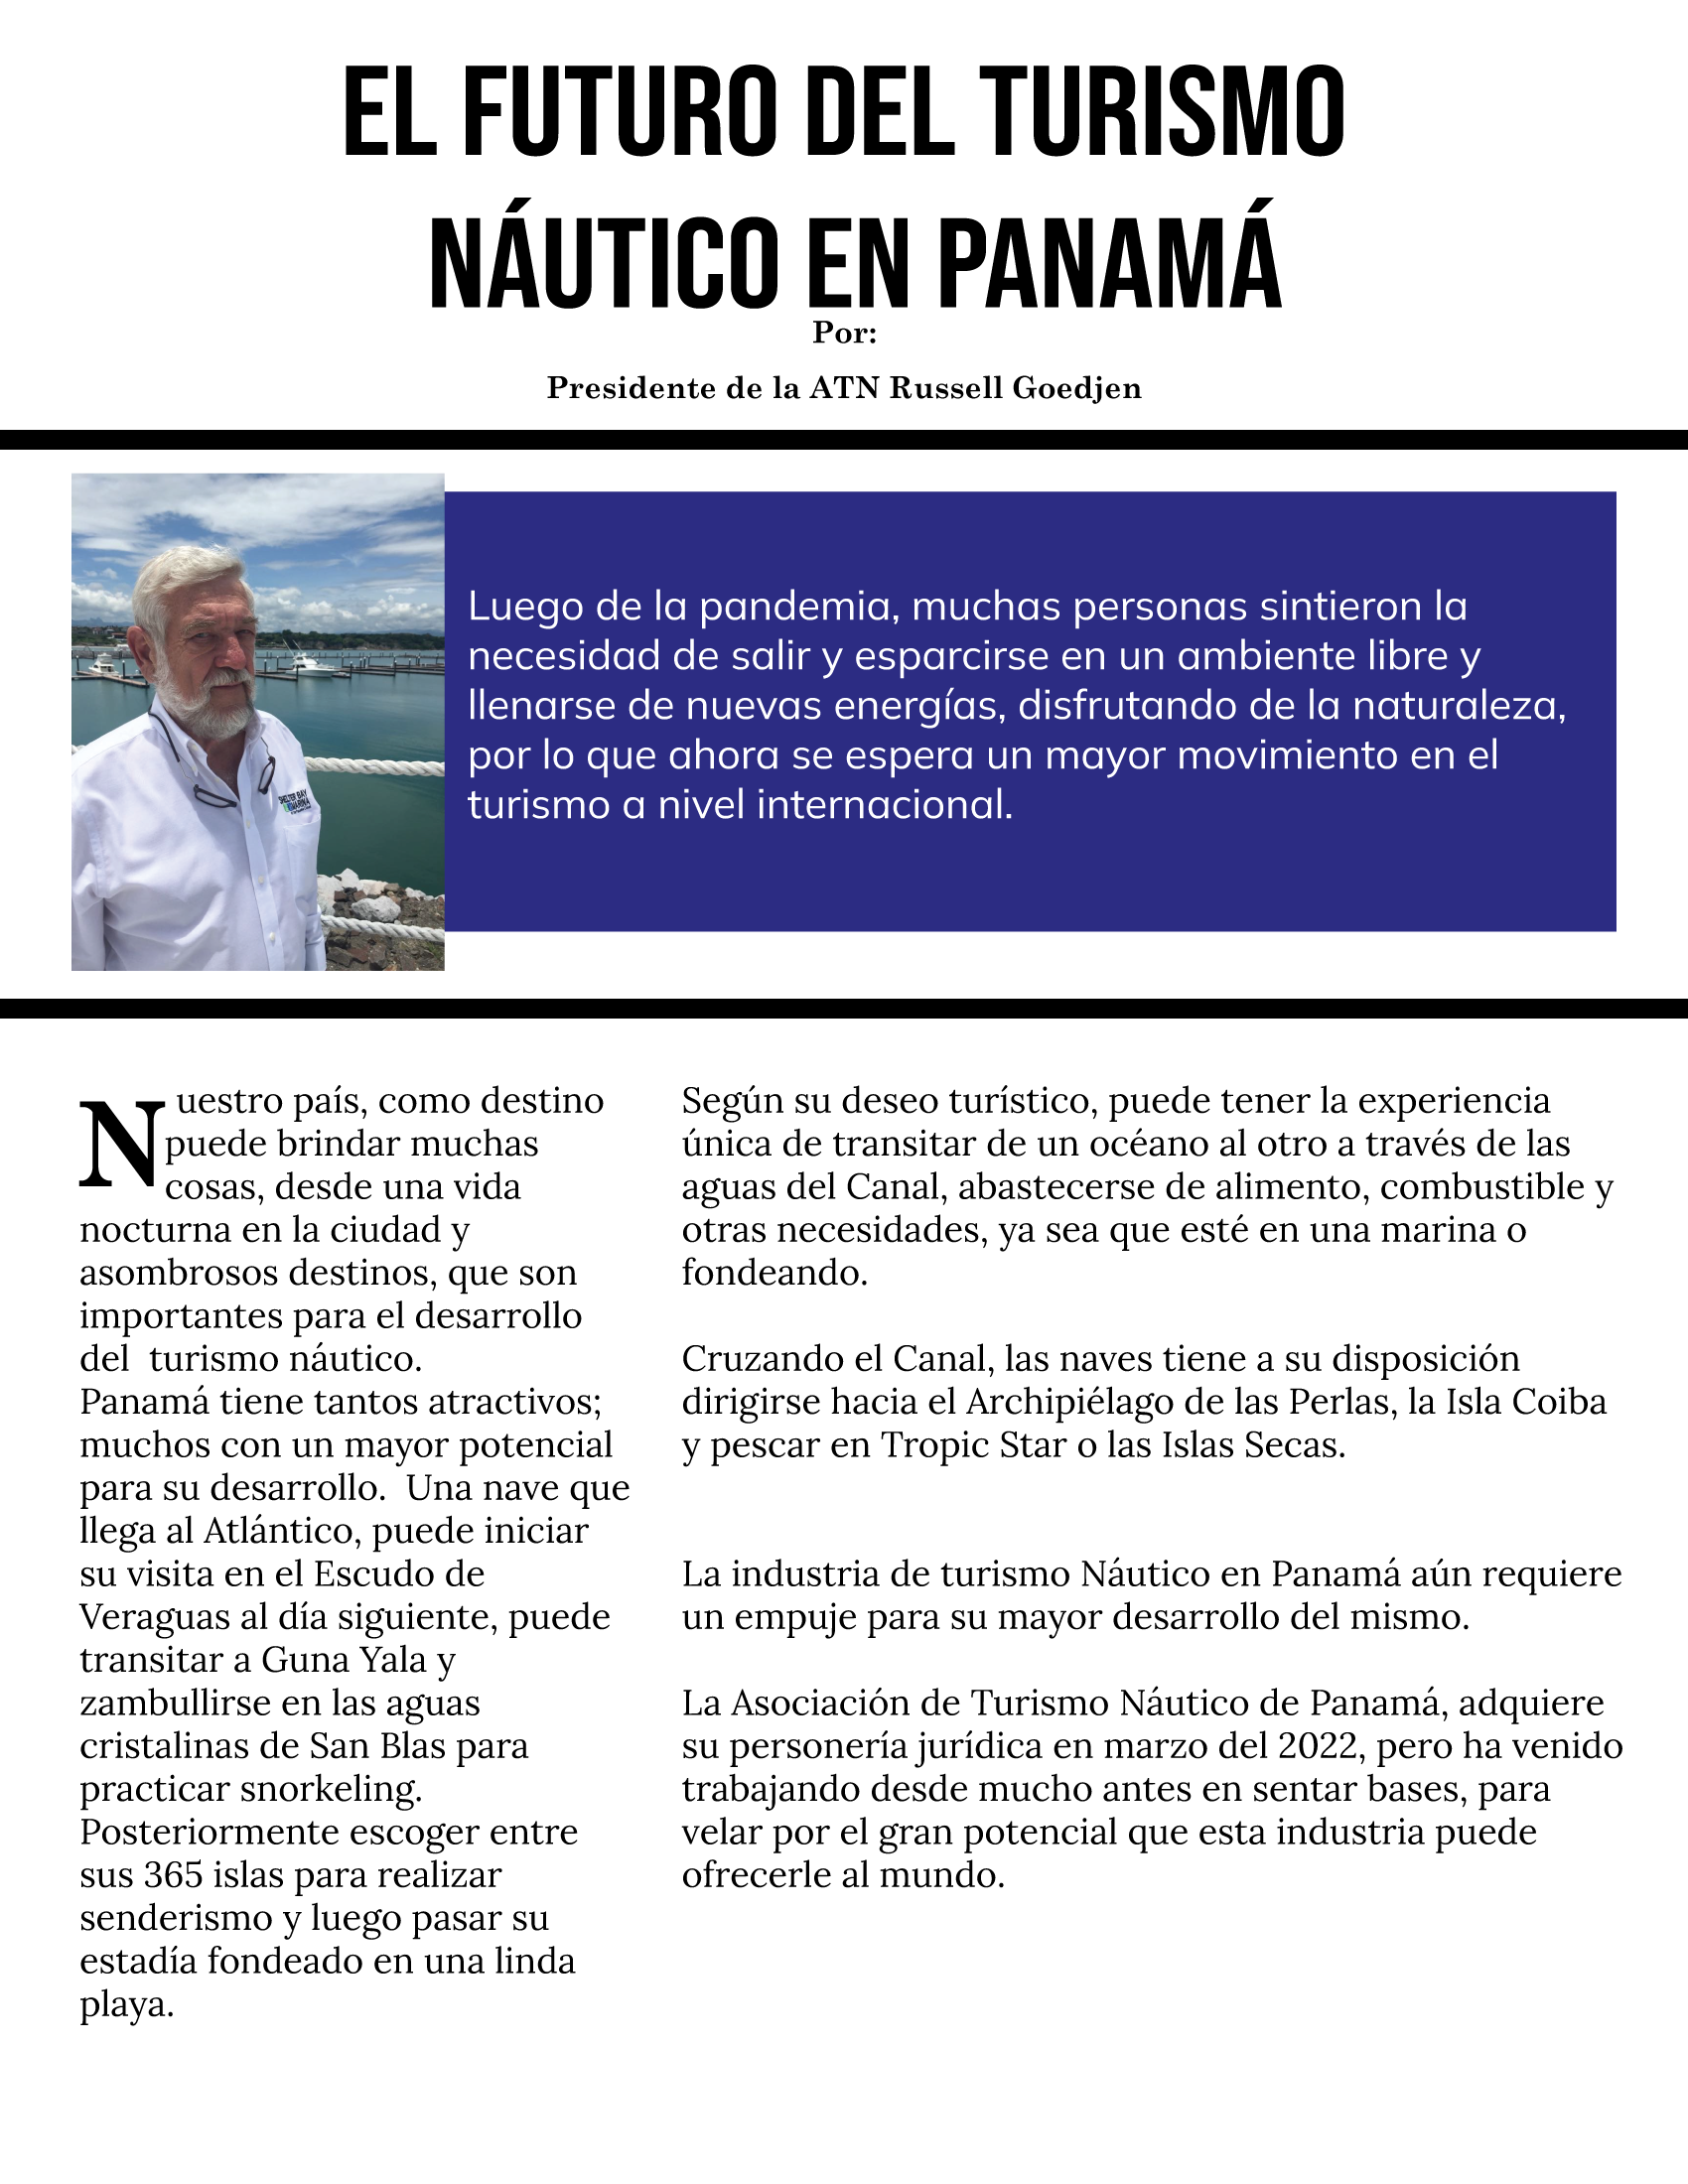 EL FUTURO DEL TURISMO
NÁUTICO EN PANAMÁ
Por:
Presidente de la ATN Russell Goedjen
SHELTER BAY
MARINA
Luego de la pandemia, muchas personas sintieron la
necesidad de salir y esparcirse en un ambiente libre y
llenarse de nuevas energías, disfrutando de la naturaleza,
por lo que ahora se espera un mayor movimiento en el
turismo a nivel internacional.
Nuestro país, como destino
puede brindar muchas
cosas, desde una vida
nocturna en la ciudad y
asombrosos destinos, que son
importantes para el desarrollo
del  turismo náutico.
Panamá tiene tantos atractivos;
muchos con un mayor potencial
para su desarrollo.  Una nave que
llega al Atlántico, puede iniciar
su visita en el Escudo de
Veraguas al día siguiente, puede
transitar a Guna Yala y
zambullirse en las aguas
cristalinas de San Blas para
practicar snorkeling.
Posteriormente escoger entre
sus 365 islas para realizar
senderismo y luego pasar su
estadía fondeado en una linda
playa.
Según su deseo turístico, puede tener la experiencia
única de transitar de un océano al otro a través de las
aguas del Canal, abastecerse de alimento, combustible y
otras necesidades, ya sea que esté en una marina o
fondeando.
Cruzando el Canal, las naves tiene a su disposición
dirigirse hacia el Archipiélago de las Perlas, la Isla Coiba
y pescar en Tropic Star o las Islas Secas.
La industria de turismo Náutico en Panamá aún requiere
un empuje para su mayor desarrollo del mismo.
La Asociación de Turismo Náutico de Panamá, adquiere
su personería jurídica en marzo del 2022, pero ha venido
trabajando desde mucho antes en sentar bases, para
velar por el gran potencial que esta industria puede
ofrecerle al mundo.